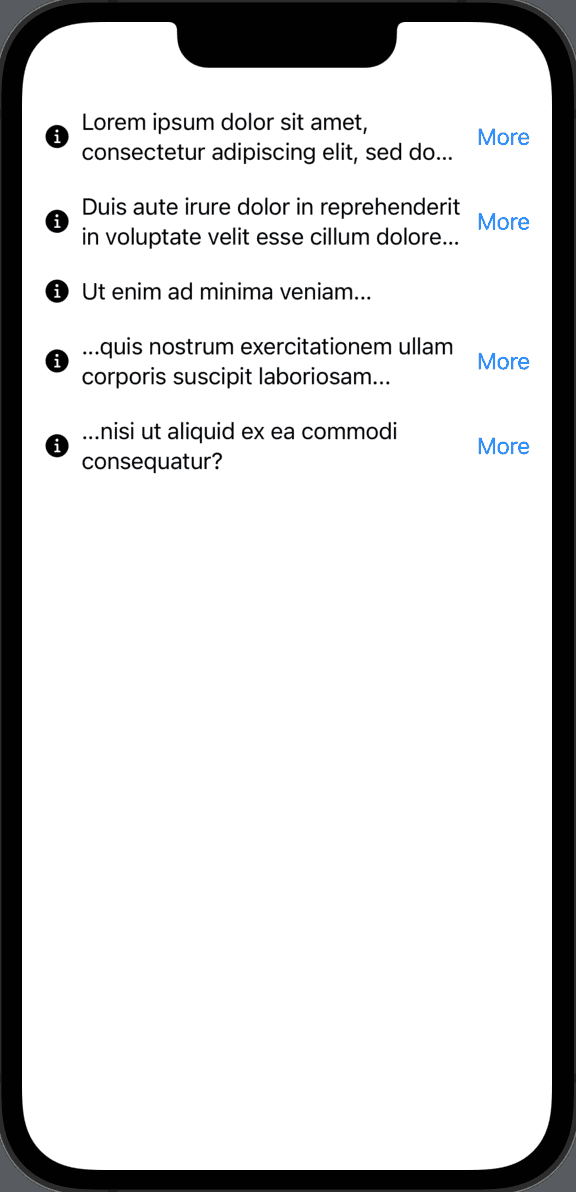 Lorem ipsum dolor sit amet,
consectetur adipiscing elit, sed do...
More
Duis aute irure dolor in reprehenderit
in voluptate velit esse cillum dolore...
More
Ut enim ad minima veniam...
...quis nostrum exercitationem ullam
corporis suscipit laboriosam...
More
...nisi ut aliquid ex ea commodi
consequatur?
More